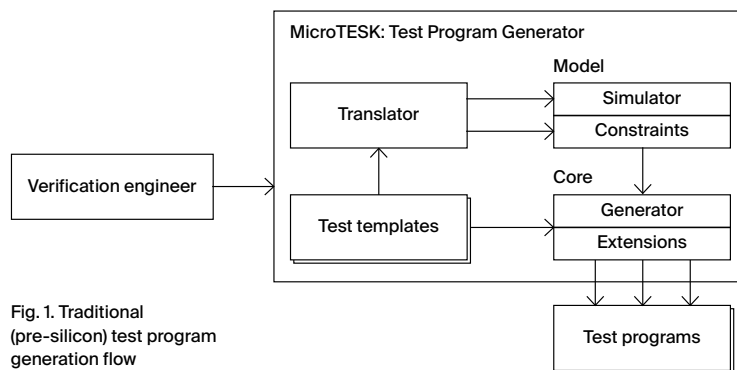 MicroTESK: Test Program Generator
Model
Translator
Simulator
Constraints
Verification engineer
Core
Test templates
Generator
Extensions
Fig. 1. Traditional
(pre-silicon) test program
generation flow
Test programs